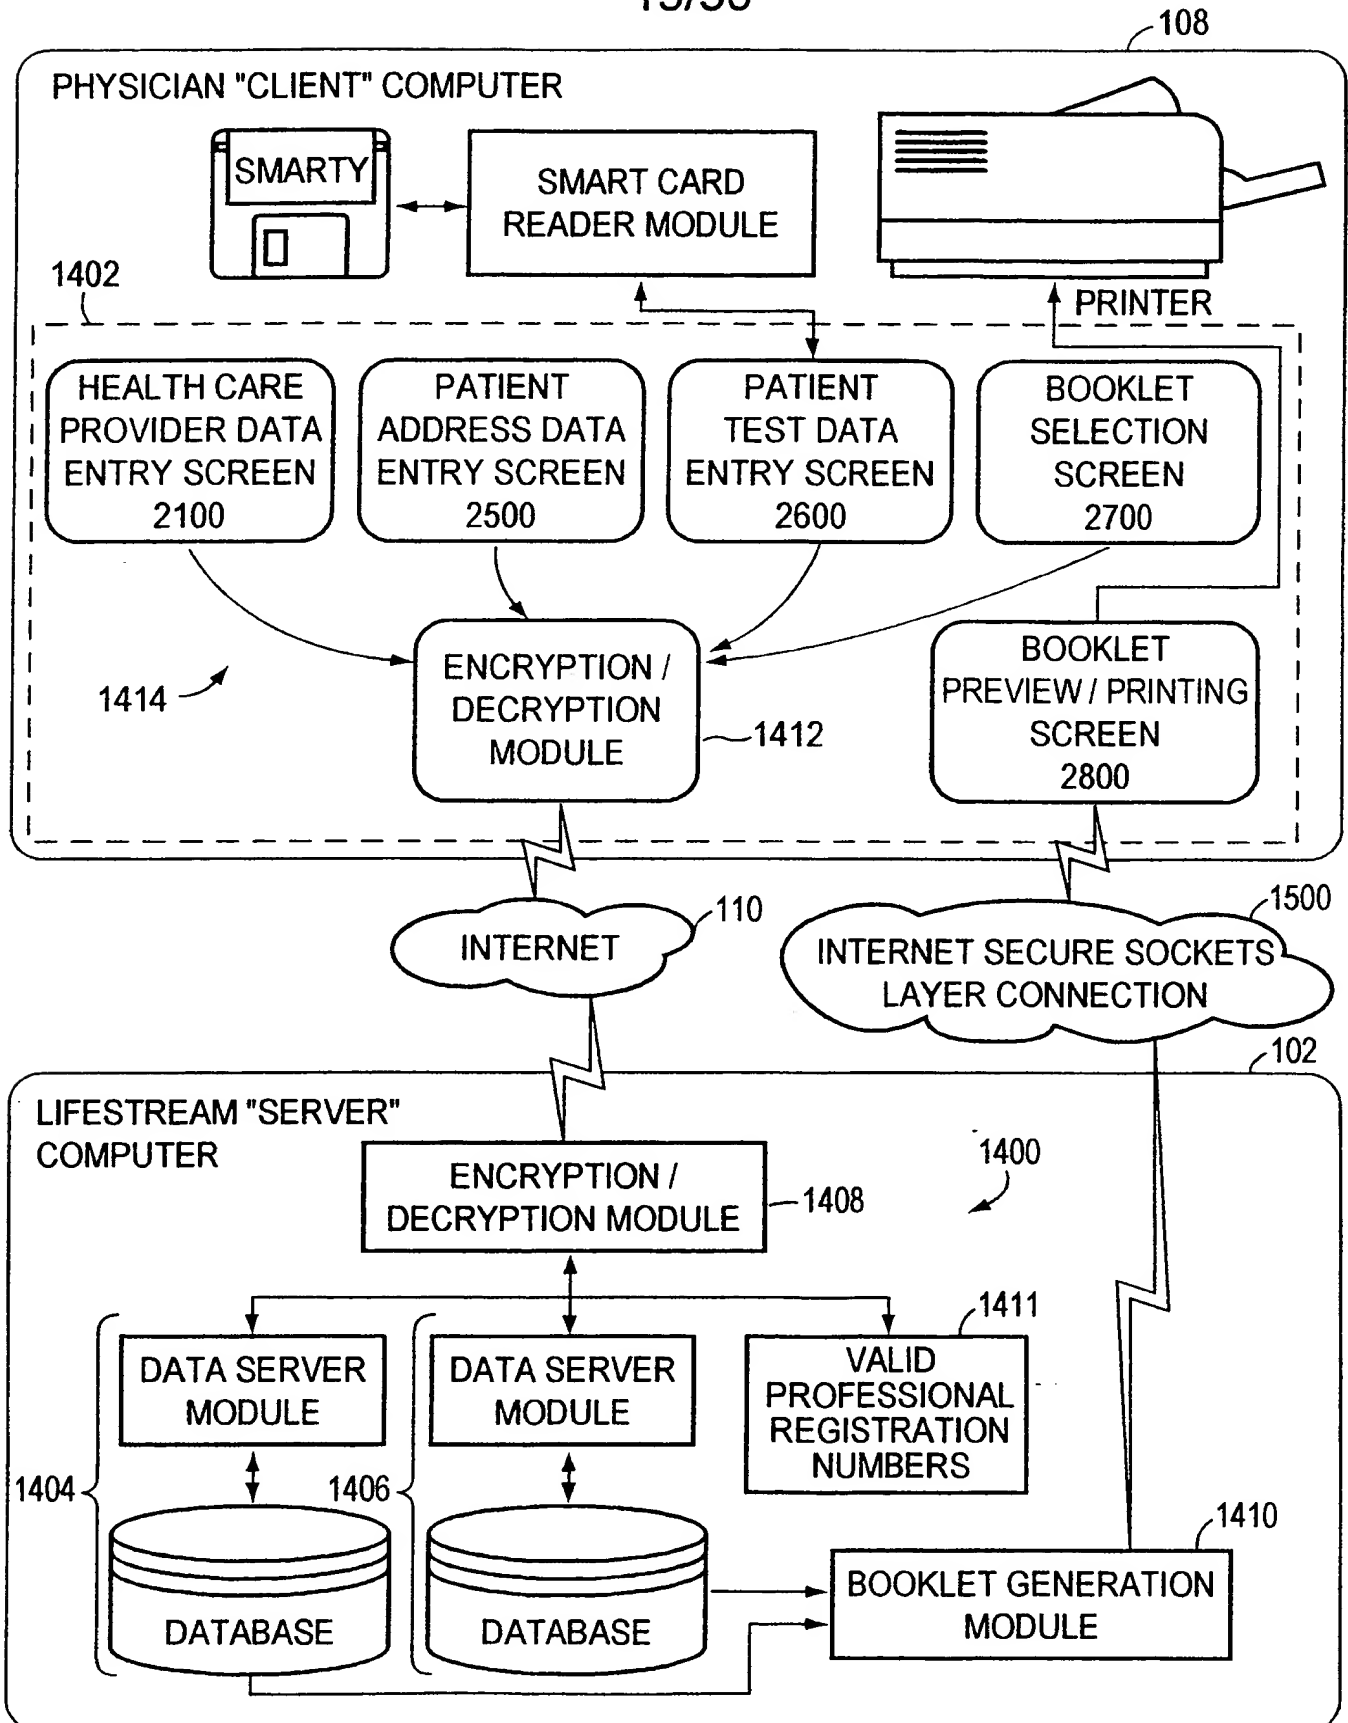 108
PHYSICIAN "CLIENT" COMPUTER
SMARTY
SMART CARD
READER MODULE
PRINTER
1402
HEALTH CARE
PROVIDER DATA
ENTRY SCREEN
2100
PATIENT
ADDRESS DATA
ENTRY SCREEN
2500
PATIENT
TEST DATA
ENTRY SCREEN
2600
BOOKLET
SELECTION
SCREEN
2700
1414
ENCRYPTION /
DECRYPTION
MODULE
1412
BOOKLET
PREVIEW / PRINTING
SCREEN
2800
INTERNET
110
1500
INTERNET SECURE SOCKETS
LAYER CONNECTION
102
LIFESTREAM "SERVER"
COMPUTER
ENCRYPTION /
DECRYPTION MODULE
1408
1400
1404
DATA SERVER
MODULE
DATABASE
1406
DATA SERVER
MODULE
DATABASE
1411
VALID
PROFESSIONAL
REGISTRATION
NUMBERS
1410
BOOKLET GENERATION
MODULE